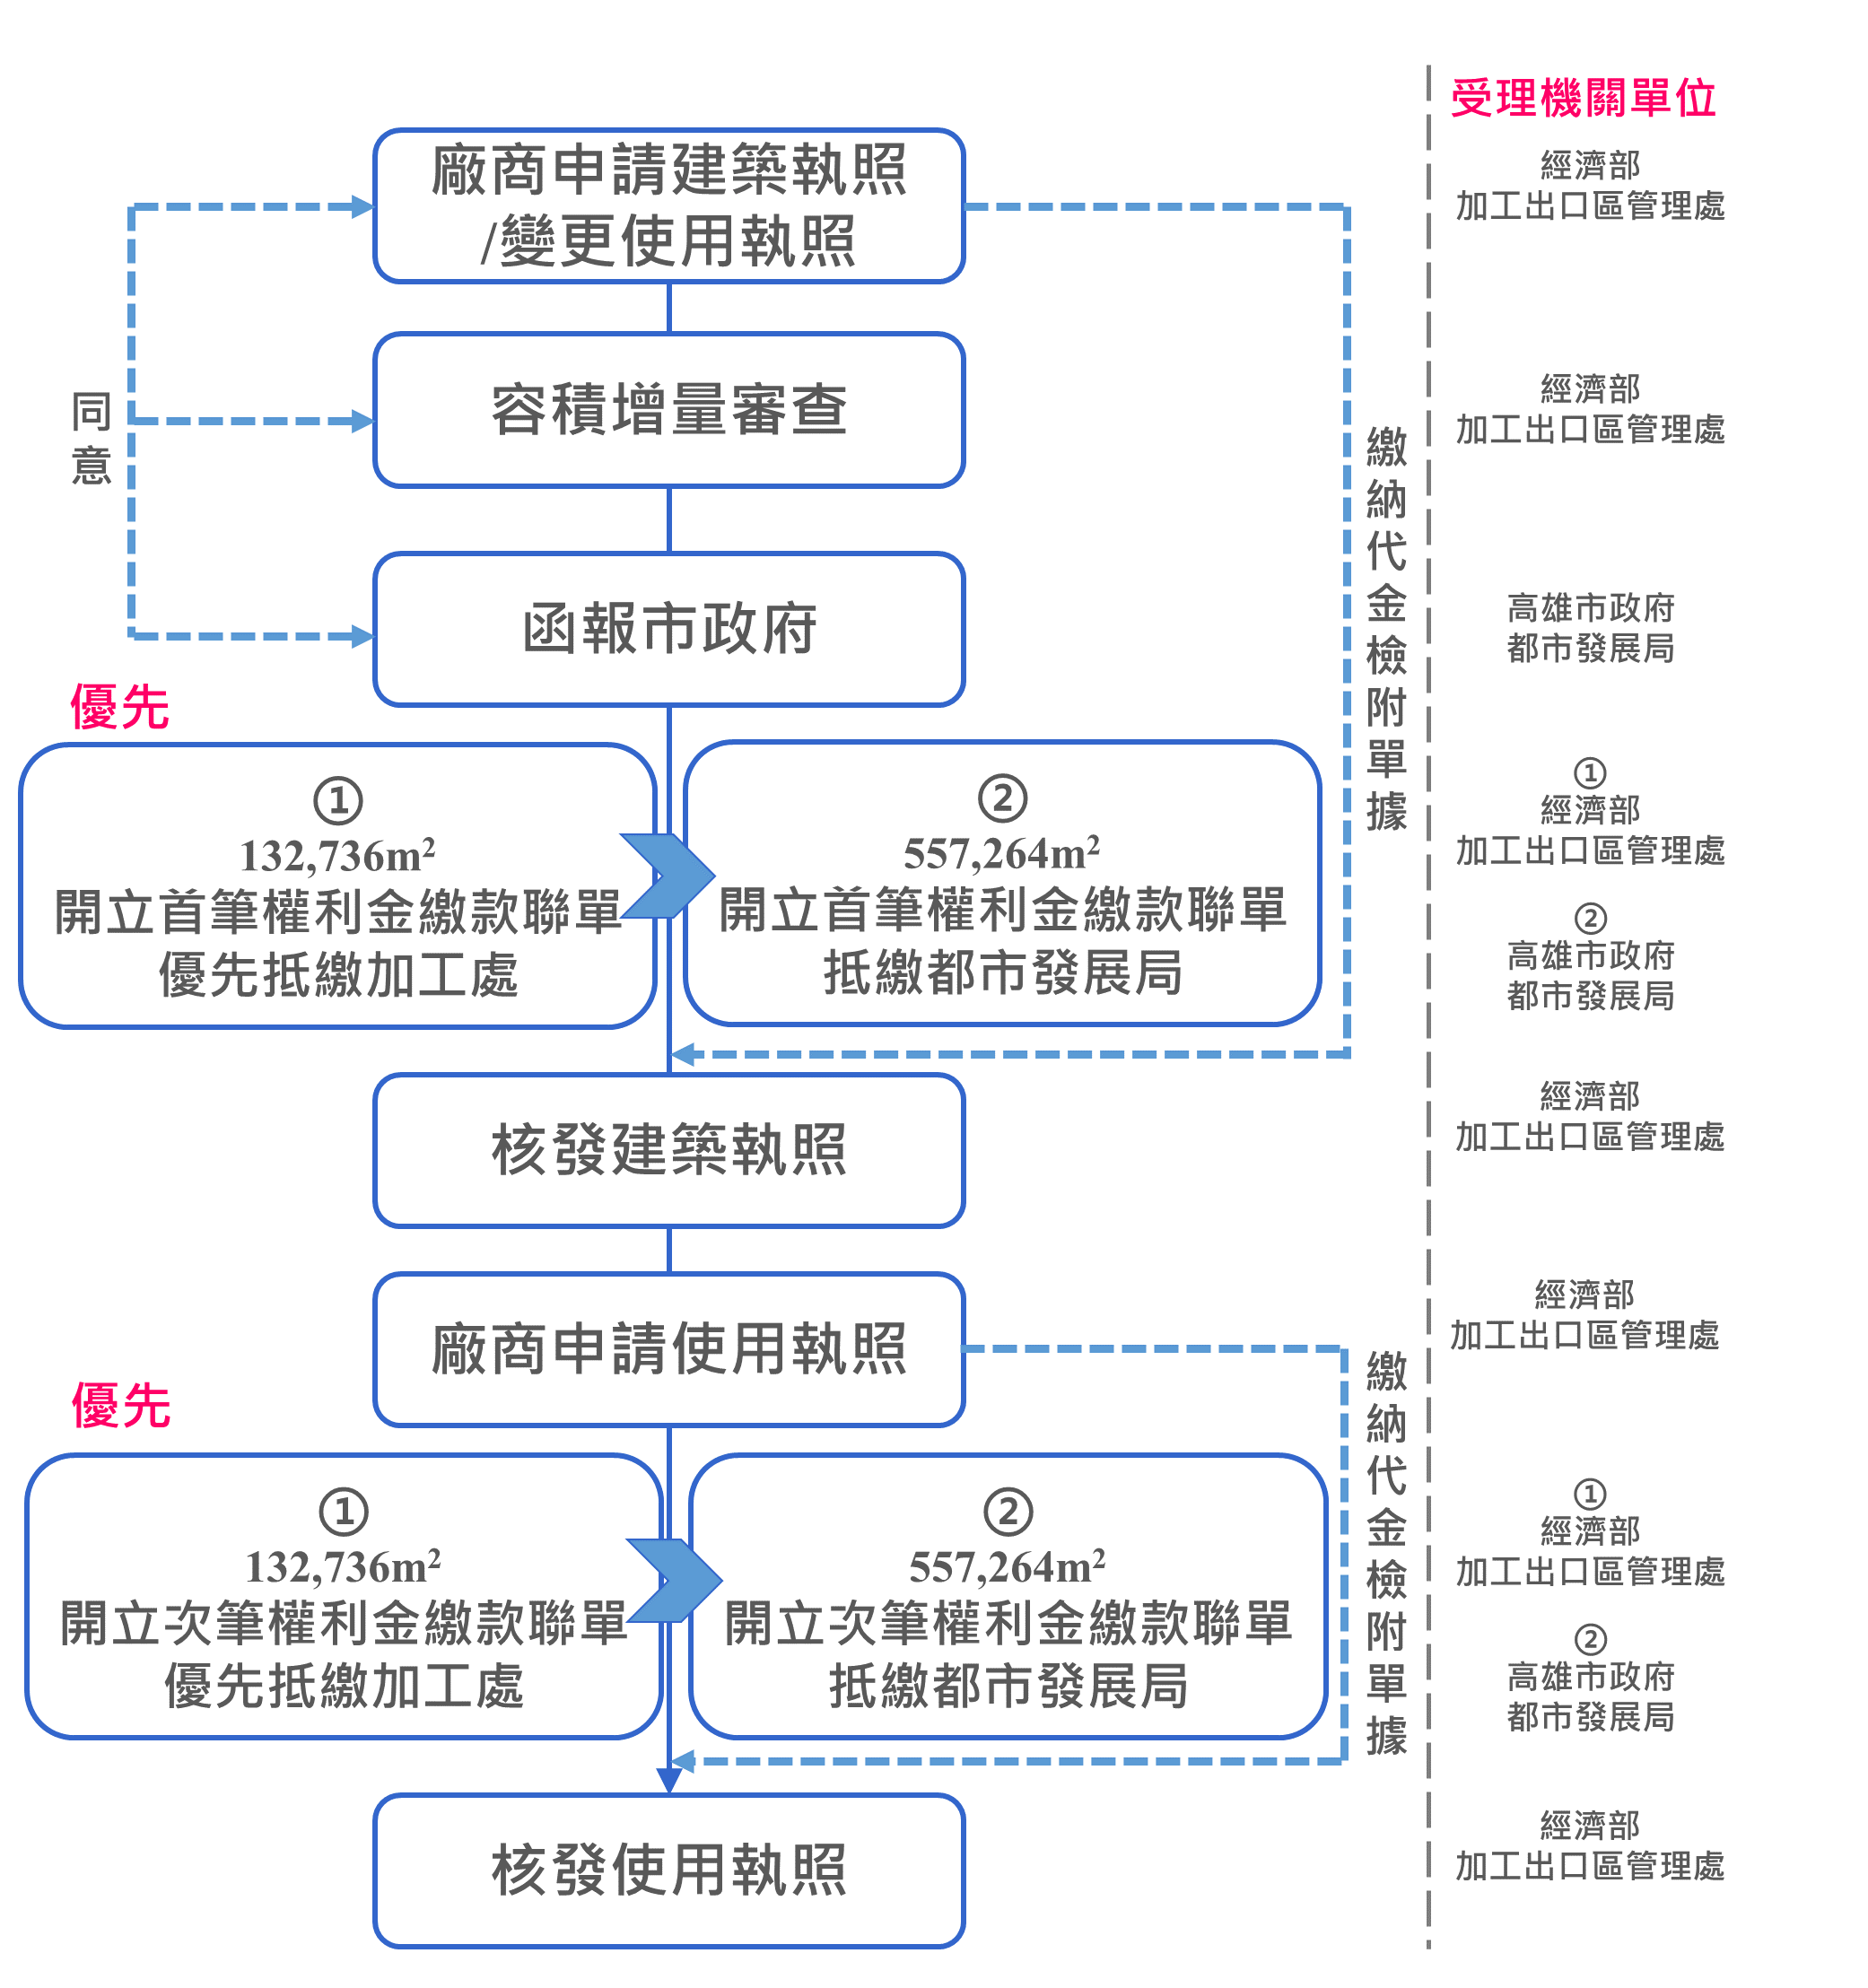 受理機關單位
廠商申請建築執照
/變更使用執照
經濟部
加工出口區管理處
同
意
容積增量審查
經濟部
加工出口區管理處
函報市政府
高雄市政府
都市發展局
繳
納
代
金
檢
附
單
據
優先
①
132,736m²
開立首筆權利金繳款聯單
優先抵繳加工處
②
557,264m²
開立首筆權利金繳款聯單
抵繳都市發展局
①
經濟部
加工出口區管理處
②
高雄市政府
都市發展局
核發建築執照
經濟部
加工出口區管理處
廠商申請使用執照
經濟部
加工出口區管理處
繳
納
代
金
檢
附
單
據
優先
①
132,736m²
開立次筆權利金繳款聯單
優先抵繳加工處
②
557,264m²
開立次筆權利金繳款聯單
抵繳都市發展局
①
經濟部
加工出口區管理處
②
高雄市政府
都市發展局
核發使用執照
經濟部
加工出口區管理處